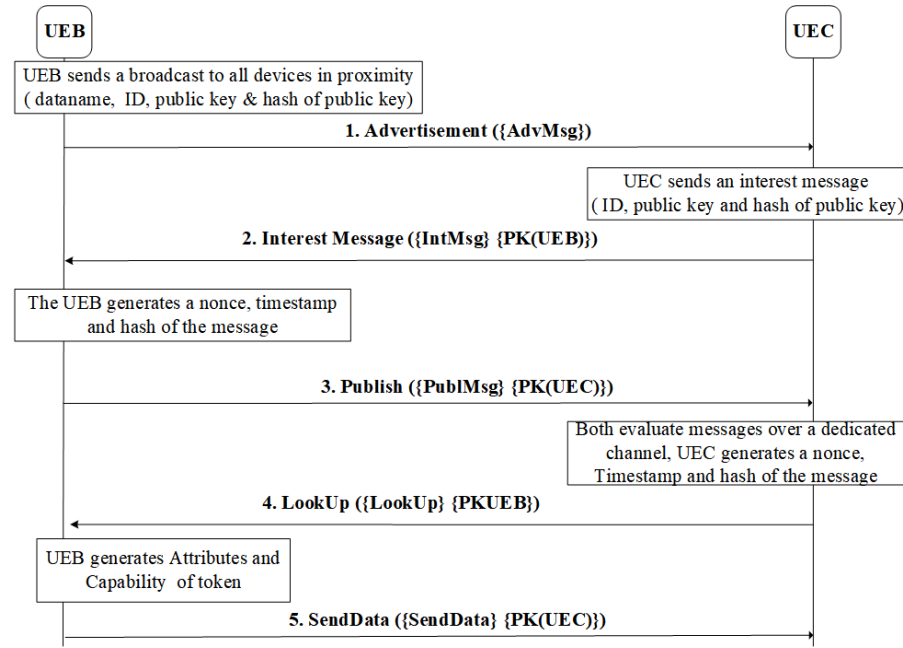 UEB
UEC
UEB sends a broadcast to all devices in proximity
( dataname, ID, public key & hash of public key)
1. Advertisement ({AdvMsg})
UEC sends an interest message
( ID, public key and hash of public key)
2. Interest Message ({IntMsg} {PK(UEB)})
The UEB generates a nonce, timestamp
and hash of the message
3. Publish ({PublMsg} {PK(UEC)})
Both evaluate messages over a dedicated
channel, UEC generates a nonce,
Timestamp and hash of the message
4. LookUp ({LookUp} {PKUEB})
UEB generates Attributes and
Capability of token
5. SendData ({SendData} {PK(UEC)})